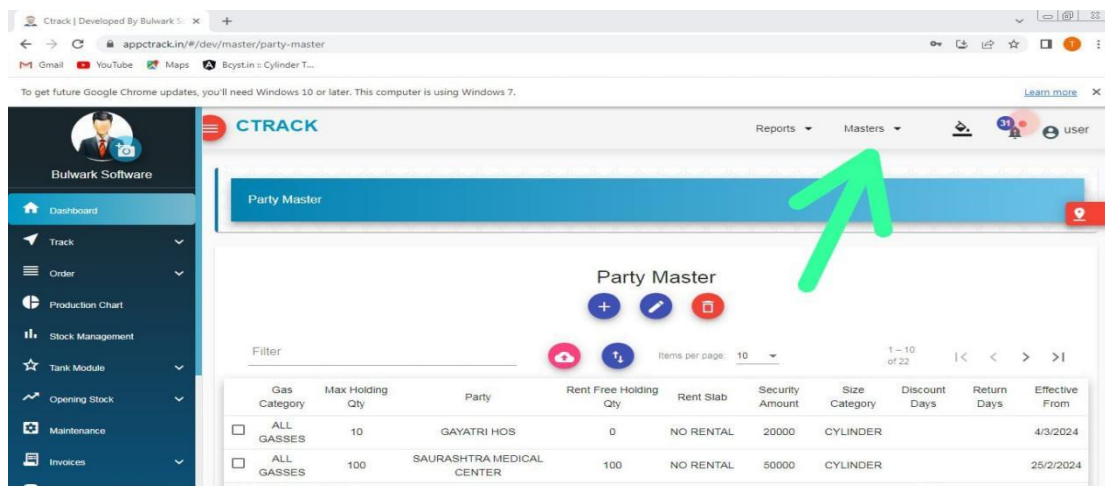 Ctrack | Developed By Bulwark S
appctrack.in/#/dev/master/party-master
T
Gmail YouTube Maps Bcyst.in :: Cylinder T...
To get future Google Chrome updates, you'll need Windows 10 or later. This computer is using Windows 7. Learn more
CTRACK Reports Masters 31 user
Bulwark Software
Party Master
Dashboard
Track
Order
Production Chart
Stock Management
Tank Module
Opening Stock
Maintenance
Invoices
Party Master
Filter Items per page: 10 1 – 10 of 22
Gas Category Max Holding Qty Party Rent Free Holding Qty Rent Slab Security Amount Size Category Discount Days Return Days Effective From
ALL GASSES 10 GAYATRI HOS 0 NO RENTAL 20000 CYLINDER 4/3/2024
ALL GASSES 100 SAURASHTRA MEDICAL CENTER 100 NO RENTAL 50000 CYLINDER 25/2/2024